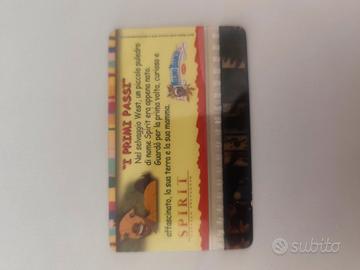 "I PRIMI PASSI"
Nel selvaggio West, un piccolo puledro
di nome Spirit era appena nato.
Guardò per la prima volta, curioso e
affascinato, la sua terra e la sua mamma.
SPIRIT
subito